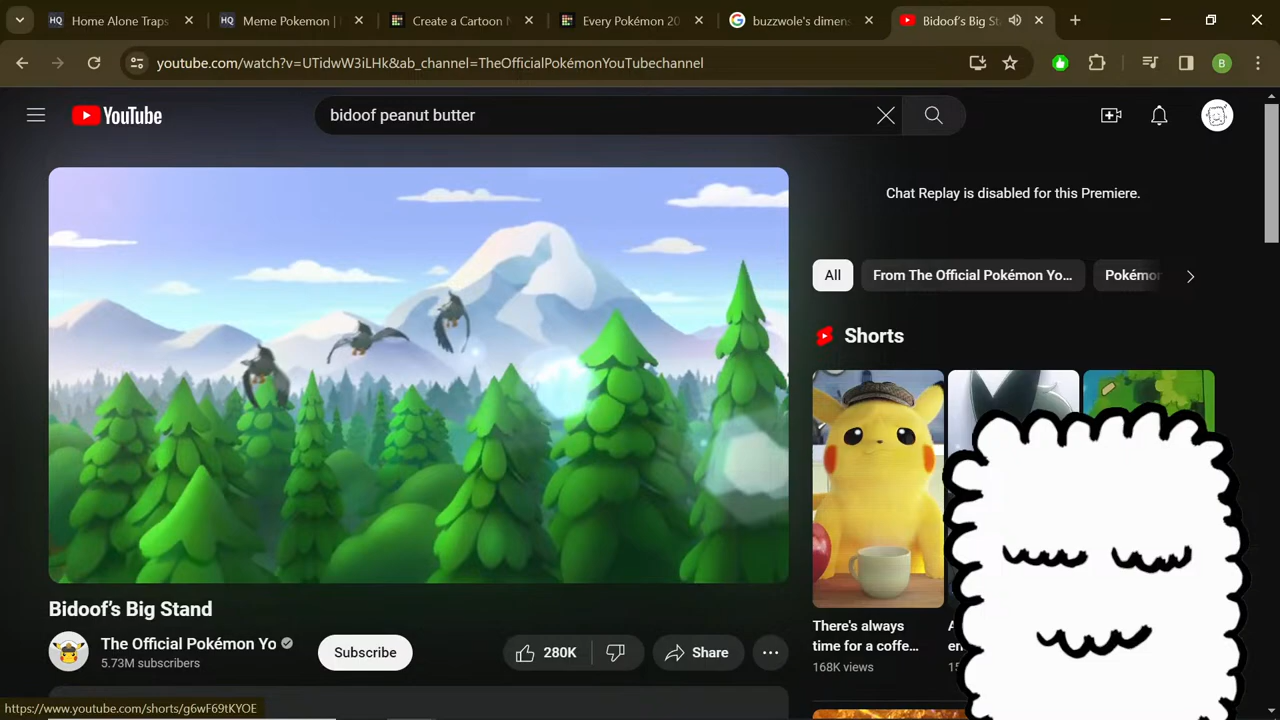 Home Alone Traps
HQ Meme Pokemon |
Create a Cartoon
Every Pokémon 20
buzzwole's dimens
Bidoof's Big St
youtube.com/watch?v=UTidwW3iLHk&ab_channel=TheOfficialPokémonYouTubechannel
B
YouTube
bidoof peanut butter
Chat Replay is disabled for this Premiere.
All
From The Official Pokémon Yo...
Pokémon
Shorts
Bidoof's Big Stand
The Official Pokémon Yo
5.73M subscribers
Subscribe
280K
Share
There's always
time for a coffe...
168K views
https://www.youtube.com/shorts/g6wF69tKYOE